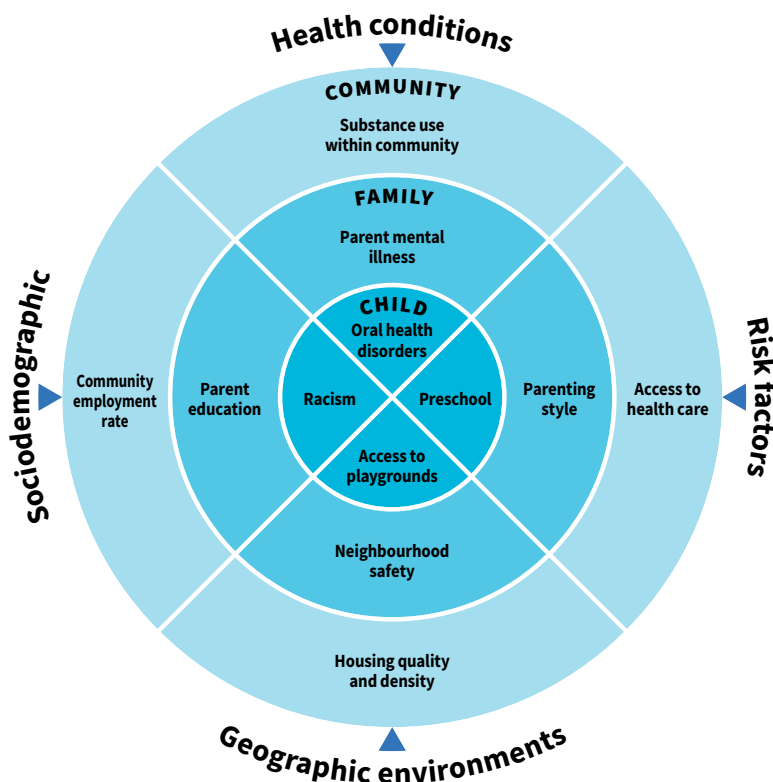 Health conditions
COMMUNITY
Substance use
within community
FAMILY
Parent mental
illness
CHILD
Oral health
disorders
Sociodemographic
Community
employment
rate
Parent
education
Racism
Preschool
Parenting
style
Access to
health care
Risk factors
Access to
playgrounds
Neighbourhood
safety
Housing quality
and density
Geographic environments